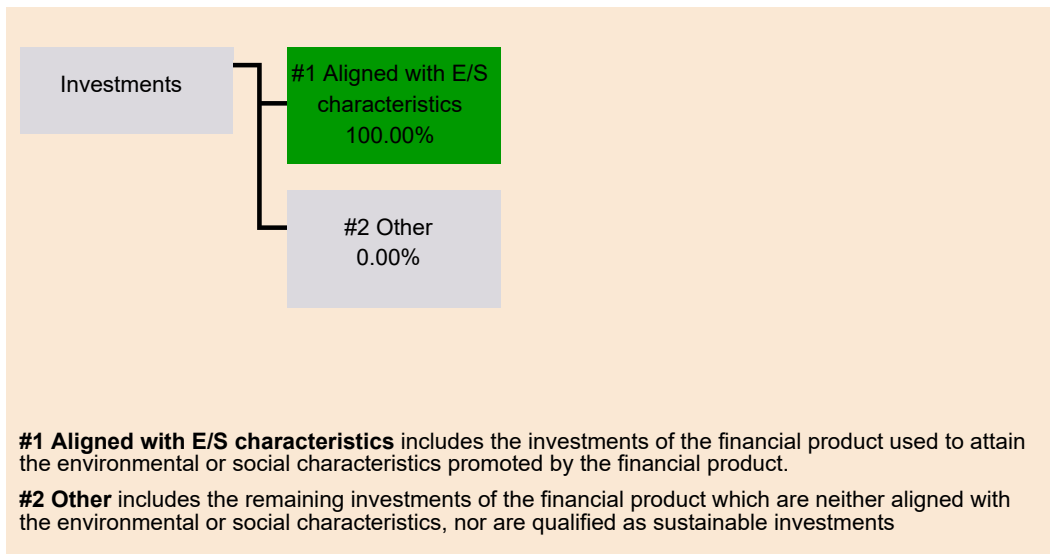 Investments
#1 Aligned with E/S
characteristics
100.00%
#2 Other
0.00%
#1 Aligned with E/S characteristics includes the investments of the financial product used to attain
the environmental or social characteristics promoted by the financial product.
#2 Other includes the remaining investments of the financial product which are neither aligned with
the environmental or social characteristics, nor are qualified as sustainable investments